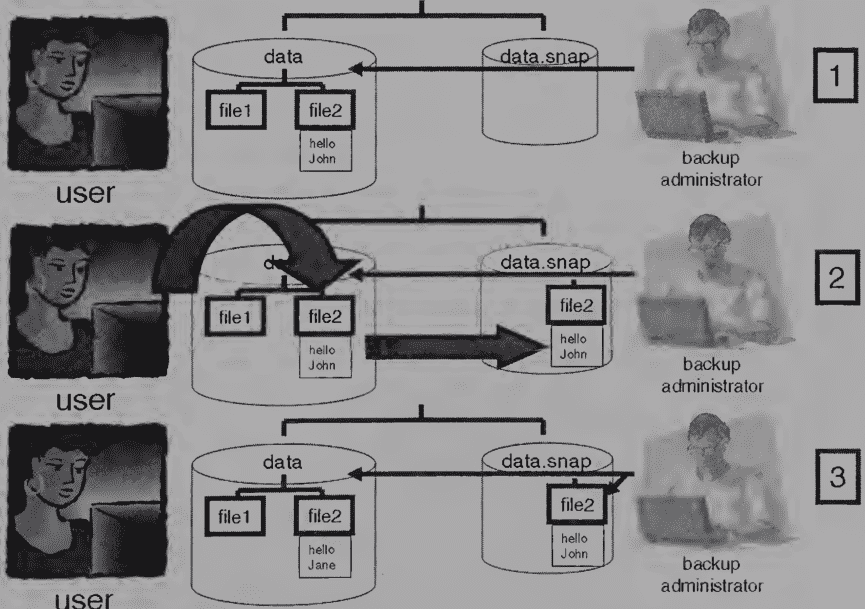 data
data.snap
1
file1
file2
hello
John
user
backup
administrator
data.snap
2
file2
file1
file2
hello
John
hello
John
user
backup
administrator
data
data.snap
3
file1
file2
file2
hello
Jane
hello
John
user
backup
administrator